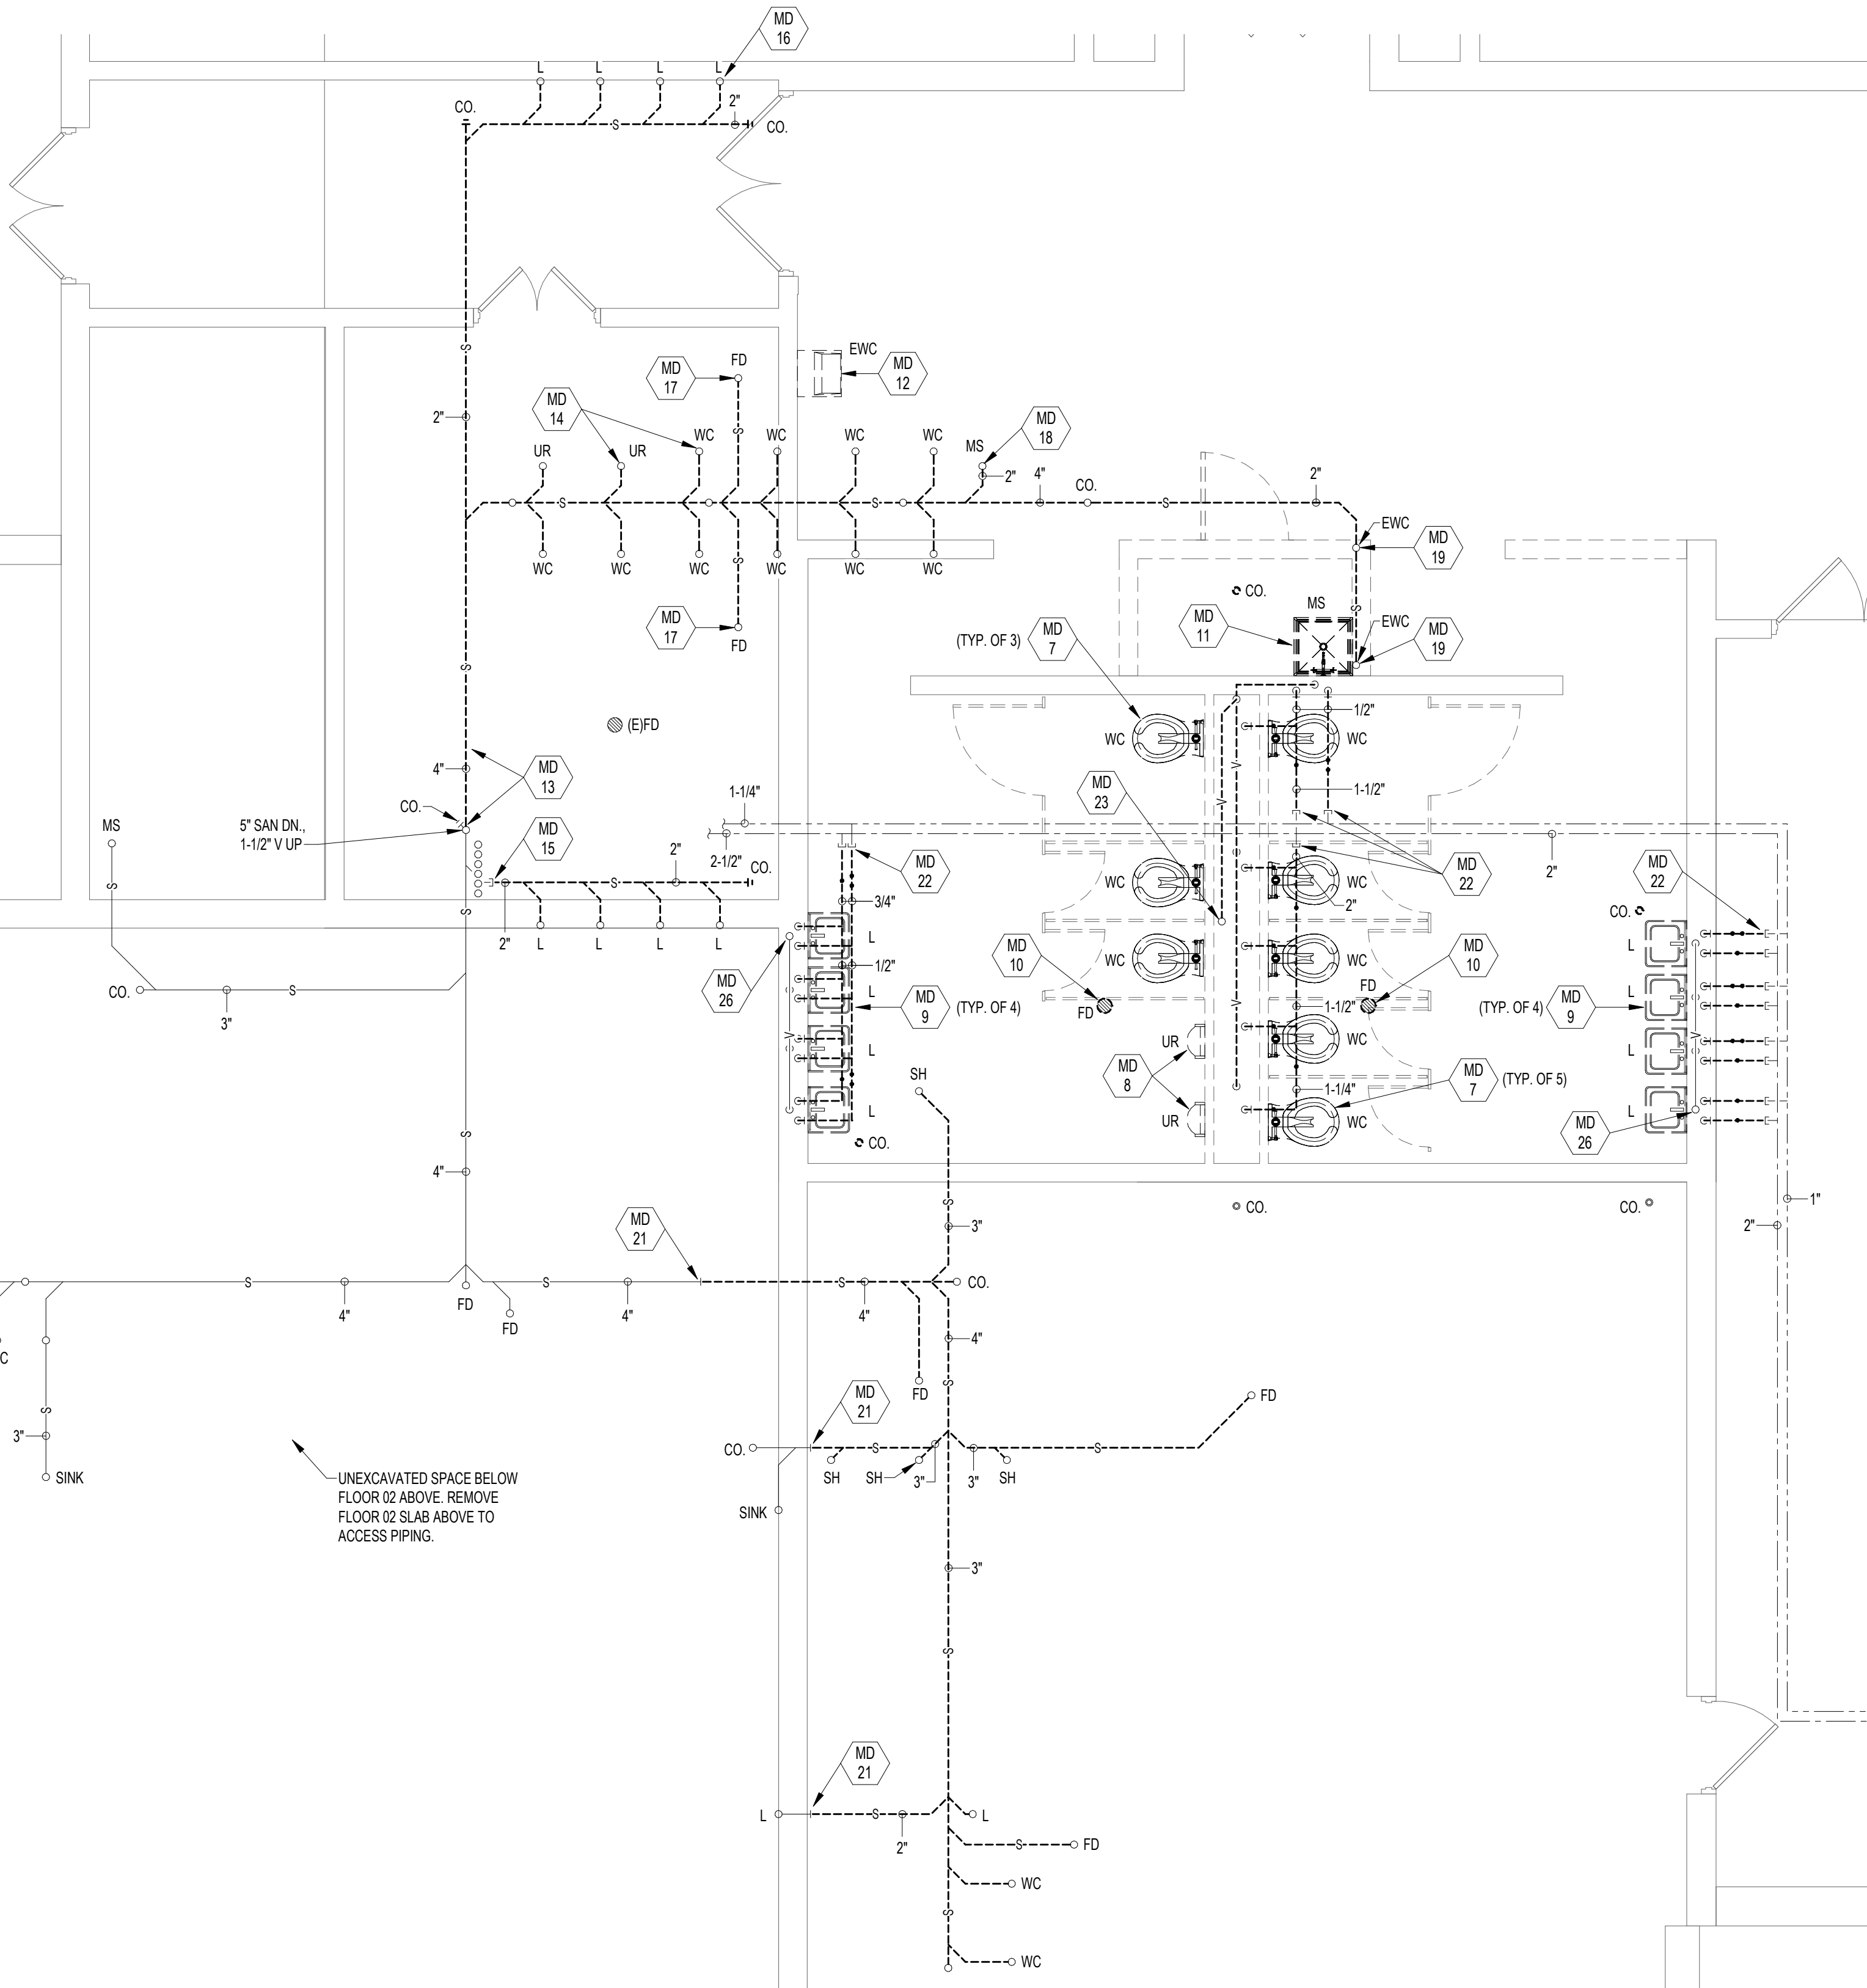 MD
16
L L L L
CO.
2"
S
CO.
EWC
MD
12
FD
MD
17
MD
14
S
2"
UR
UR
WC
S
WC
WC
WC
MS
MD
18
2"
4"
CO.
2"
S
S
S
EWC
MD
19
WC
WC
WC
S
WC
WC
WC
CO.
MS
S
MD
17
FD
(TYP. OF 3)
MD
7
MD
11
EWC
MD
19
S
(E)FD
1/2"
WC
WC
4"
MD
13
MD
23
V
V
1-1/2"
CO.
1-1/4"
MS
5" SAN DN.,
1-1/2" V UP
MD
15
2-1/2"
2"
CO.
MD
22
S
S
WC
WC
2"
MD
22
2"
MD
22
3/4"
S
2"
L
L
L
L
L
CO.
L
WC
WC
MD
10
MD
10
1/2"
MD
26
L
MD
9
(TYP. OF 4)
CO.
S
3"
FD
1-1/2"
FD
V
(TYP. OF 4)
MD
9
L
V
UR
WC
L
L
V
MD
8
SH
MD
7
(TYP. OF 5)
1-1/4"
L
UR
WC
L
MD
26
S
CO.
4"
S
3"
CO.
CO.
1"
2"
MD
21
S
4"
FD
S
FD
4"
S
4"
CO.
4"
C
S
3"
SINK
FD
S
MD
21
FD
CO.
S
S
SH
SH
3"
3"
SH
UNEXCAVATED SPACE BELOW
FLOOR 02 ABOVE. REMOVE
FLOOR 02 SLAB ABOVE TO
ACCESS PIPING.
SINK
3"
S
MD
21
L
S
2"
L
S
FD
WC
S
WC